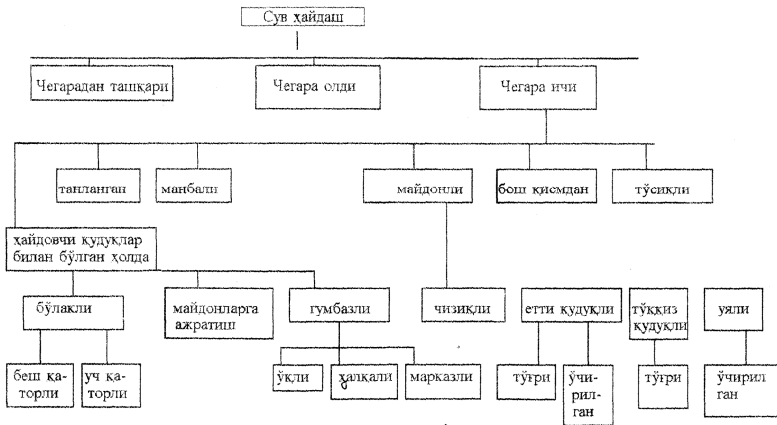 Сув ҳайдаш
Чегарадан ташқари
Чегара олди
Чегара ичи
танланган
манбали
майдонли
бош қисмдан
тўсиқли
ҳайдовчи қудуқлар
билан бўлган ҳолда
бўлакли
майдонларга
ажратиш
гумбазли
чизиқли
етти қудуқли
тўққиз
қудуқли
уяли
беш қа-
торли
уч қа-
торли
ўқли
ҳалқали
марказли
тўғри
ўчи-
рил-
ган
тўғри
ўчирил
ган